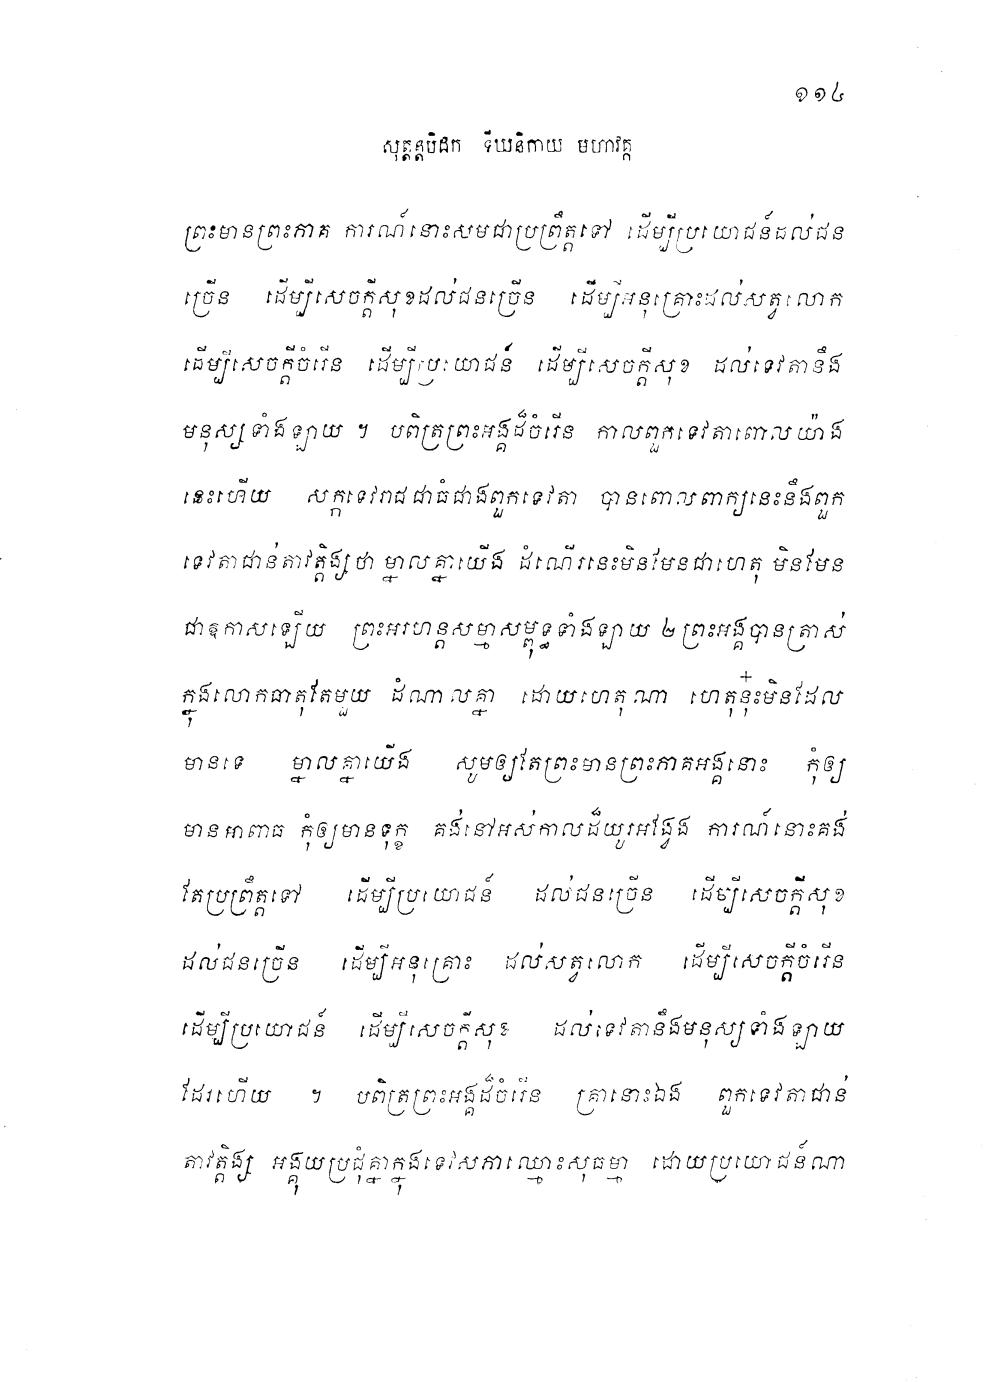 ១១៤
សុត្តន្តបិដក ទីឃនិកាយ មហាវគ្គ
ព្រះមានព្រះភាគ ការណ៍នោះសមជាប្រព្រឹត្តទៅ ដើម្បីប្រយោជន៍ដល់ជន
ច្រើន ដើម្បីសេចក្តីសុខដល់ជនច្រើន ដើម្បីអនុគ្រោះដល់សត្វលោក
ដើម្បីសេចក្តីចំរើន ដើម្បីប្រយោជន៍ ដើម្បីសេចក្តីសុខ ដល់ទេវតានឹង
មនុស្សទាំងឡាយ ។ បពិត្រព្រះអង្គដ៏ចំរើន កាលពួកទេវតាពោលយ៉ាង
នេះហើយ សក្កទេវរាជជាធំជាងពួកទេវតា បានពោលពាក្យនេះនឹងពួក
ទេវតាជាន់តាវត្តិង្សថា ម្នាលគ្នាយើង ដំណើរនេះមិនមែនជាហេតុ មិនមែន
ជាឱកាសឡើយ ព្រះអរហន្តសម្មាសម្ពុទ្ធទាំងឡាយ ២ ព្រះអង្គបានត្រាស់
ក្នុងលោកធាតុតែមួយ ដំណាលគ្នា ដោយហេតុណា ហេតុនុ៎ះមិនដែល
មានទេ ម្នាលគ្នាយើង សូមឲ្យតែព្រះមានព្រះភាគអង្គនោះ កុំឲ្យ
មានអាពាធ កុំឲ្យមានទុក្ខ គង់នៅអស់កាលដ៏យូរអង្វែង ការណ៍នោះគង់
តែប្រព្រឹត្តទៅ ដើម្បីប្រយោជន៍ ដល់ជនច្រើន ដើម្បីសេចក្តីសុខ
ដល់ជនច្រើន ដើម្បីអនុគ្រោះ ដល់សត្វលោក ដើម្បីសេចក្តីចំរើន
ដើម្បីប្រយោជន៍ ដើម្បីសេចក្តីសុខ ដល់ទេវតានឹងមនុស្សទាំងឡាយ
ដែរហើយ ។ បពិត្រព្រះអង្គដ៏ចំរើន គ្រានោះឯង ពួកទេវតាជាន់
តាវត្តិង្ស អង្គុយប្រជុំគ្នាក្នុងទេវសភាឈ្មោះសុធម្មា ដោយប្រយោជន៍ណា